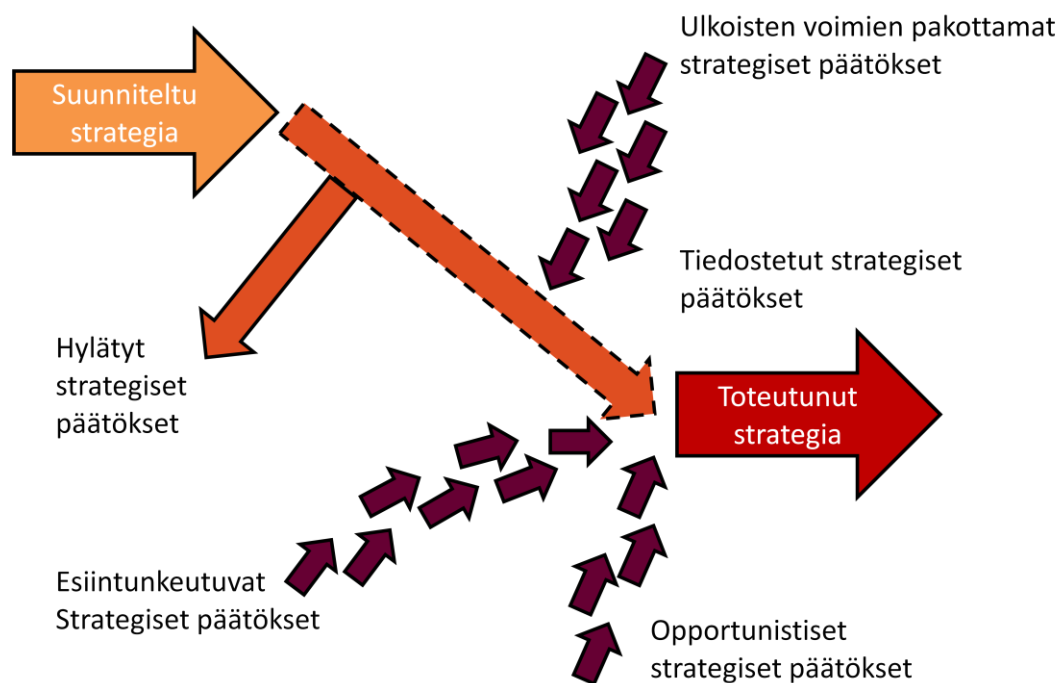 Ulkoisten voimien pakottamat
strategiset päätökset
Suunniteltu
strategia
Tiedostetut strategiset
päätökset
Hylätyt
strategiset
päätökset
Toteutunut
strategia
Esiintunkeutuvat
Strategiset päätökset
Opportunistiset
strategiset päätökset